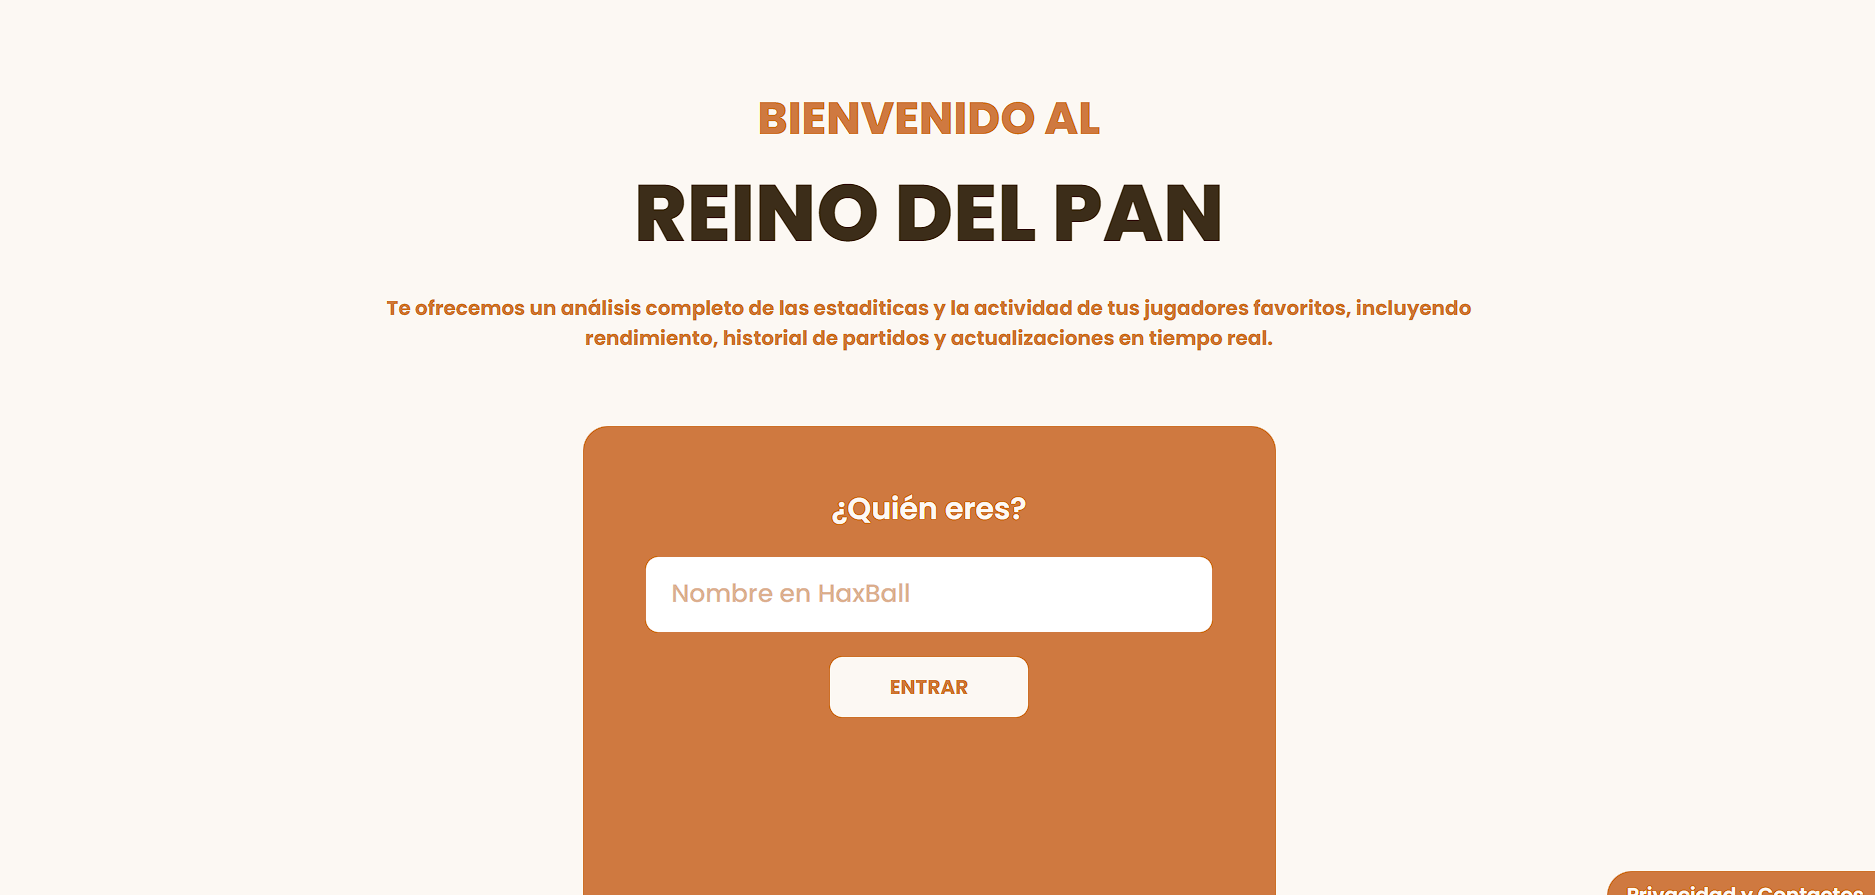 BIENVENIDO AL
REINO DEL PAN
Te ofrecemos un análisis completo de las estaditicas y la actividad de tus jugadores favoritos, incluyendo
rendimiento, historial de partidos y actualizaciones en tiempo real.
¿Quién eres?
Nombre en HaxBall
ENTRAR
Privacidad y Contactos